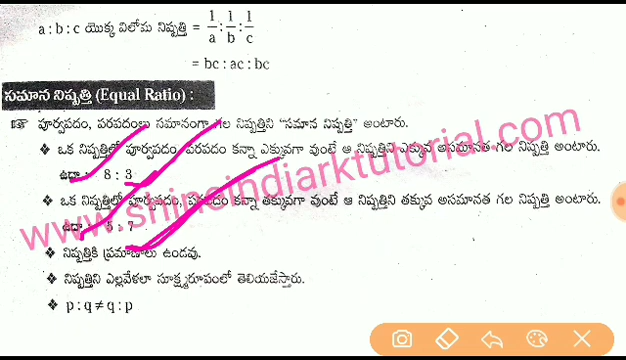 a : b : c యొక్క విలోమ నిష్పత్తి = 1/a : 1/b : 1/c
= bc : ac : bc
సమాన నిష్పత్తి (Equal Ratio) :
పూర్వపదం, పరపదంలు సమానంగా గల నిష్పత్తిని "సమాన నిష్పత్తి" అంటారు.
❖ ఒక నిష్పత్తిలో పూర్వపదం, పరపదం కన్నా ఎక్కువగా వుంటే ఆ నిష్పత్తిని ఎక్కువ అసమానత గల నిష్పత్తి అంటారు.
ఉదా : 8 : 3
❖ ఒక నిష్పత్తిలో పూర్వపదం, పరపదం కన్నా తక్కువగా వుంటే ఆ నిష్పత్తిని తక్కువ అసమానత గల నిష్పత్తి అంటారు.
ఉదా : 5 : 7
❖ నిష్పత్తికి ప్రమాణాలు ఉండవు.
❖ నిష్పత్తిని ఎల్లవేళలా సూక్ష్మరూపంలో తెలియజేస్తారు.
❖ p : q ≠ q : p
www.shineindiarktutorial.com